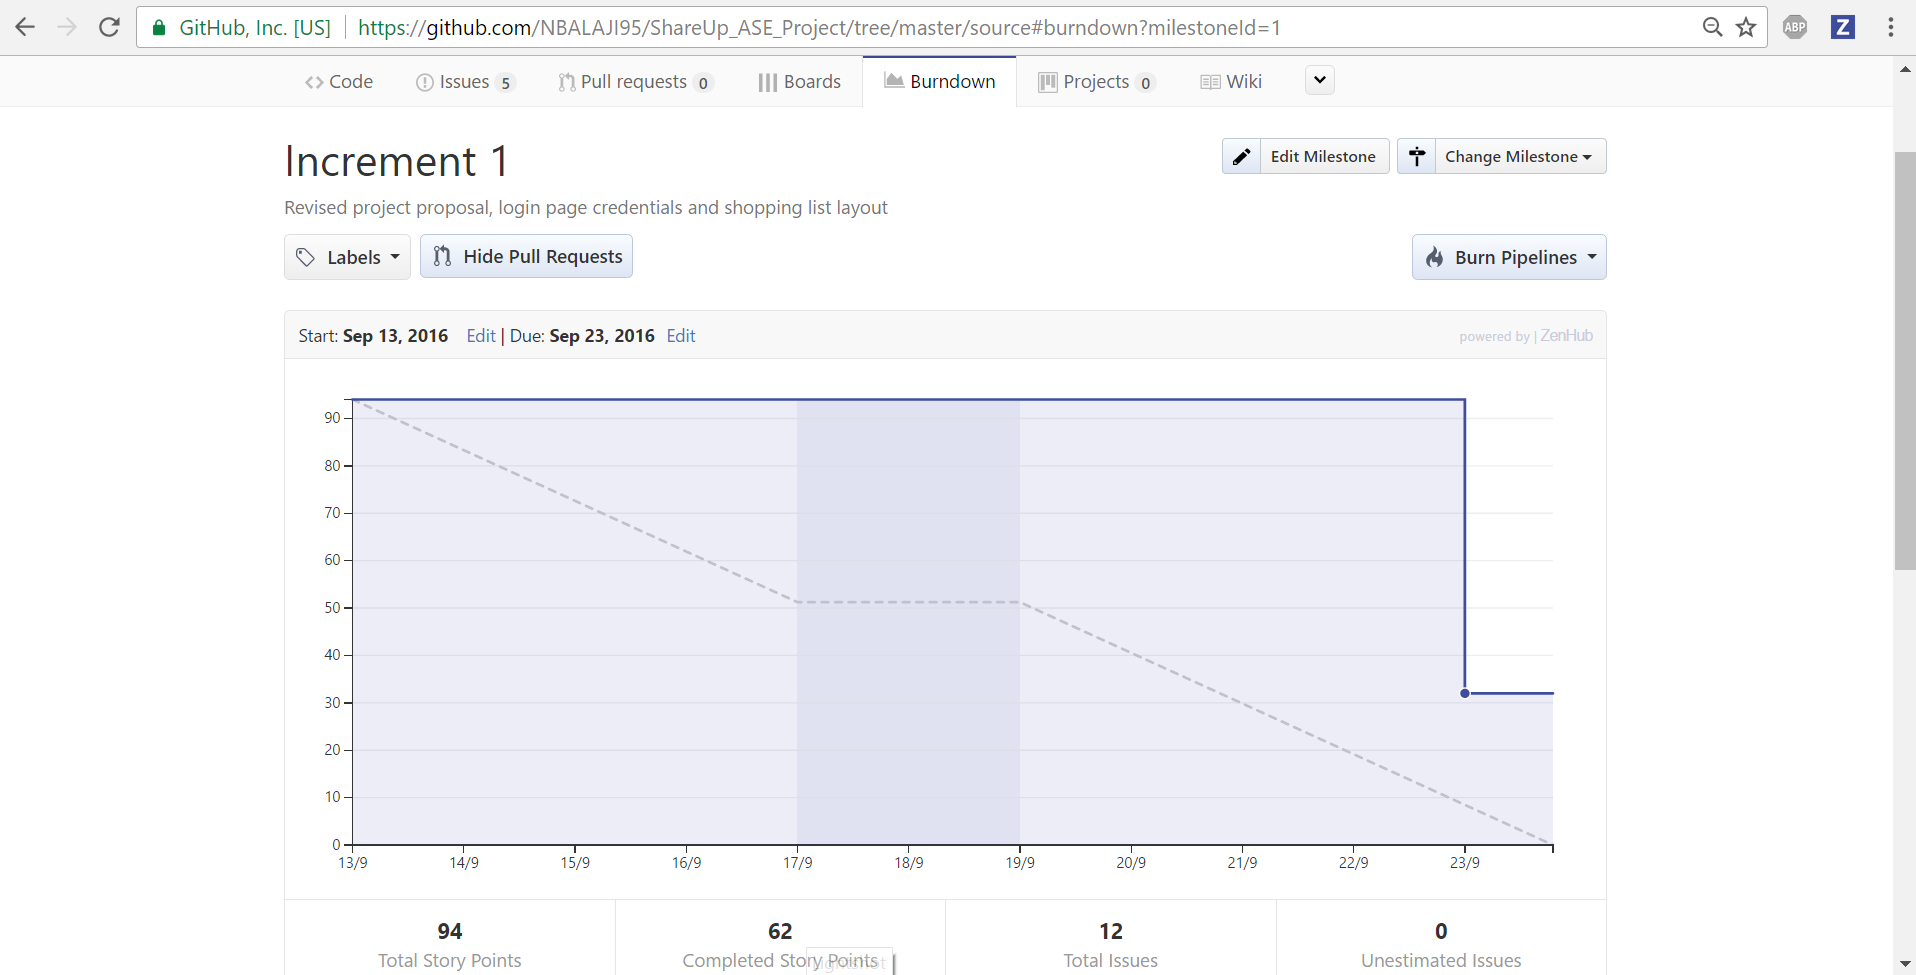 GitHub, Inc. [US] https://github.com/NBALAJI95/ShareUp_ASE_Project/tree/master/source#burndown?milestoneId=1 ABP Z
Code Issues 5 Pull requests 0 Boards Burndown Projects 0 Wiki
Increment 1
Edit Milestone Change Milestone
Revised project proposal, login page credentials and shopping list layout
Labels Hide Pull Requests Burn Pipelines
Start: Sep 13, 2016 Edit | Due: Sep 23, 2016 Edit powered by | ZenHub
90
80
70
60
50
40
30
20
10
0
13/9 14/9 15/9 16/9 17/9 18/9 19/9 20/9 21/9 22/9 23/9
94 62 12 0
Total Story Points Completed Story Points Total Issues Unestimated Issues